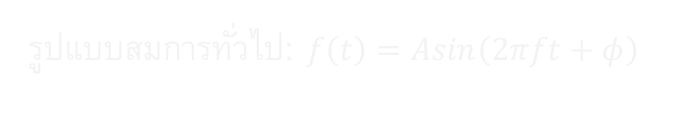 รูปแบบสมการทั่วไป: f(t) = Asin(2πft + ϕ)